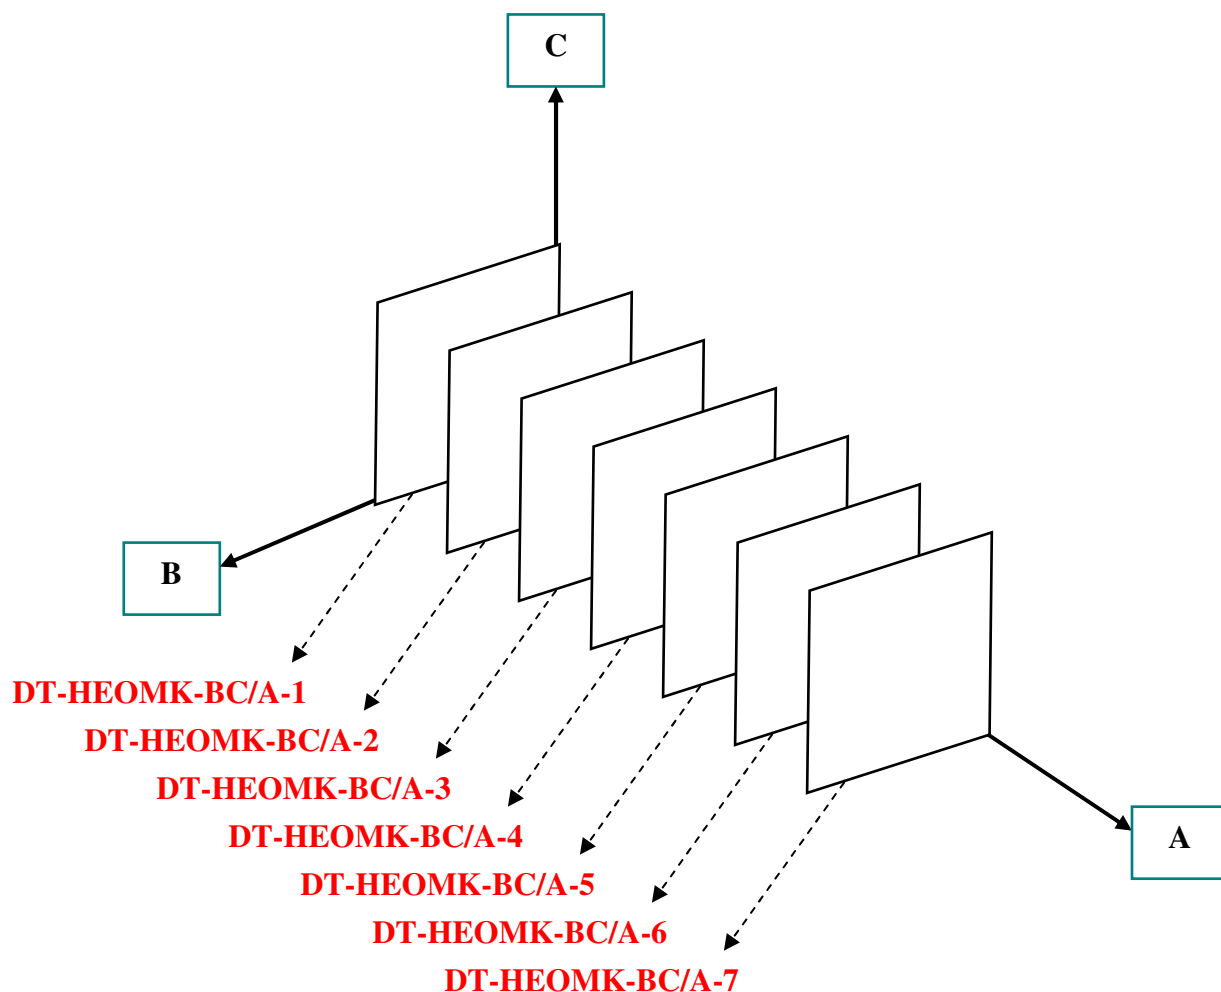 C
B
DT-HEOMK-BC/A-1
DT-HEOMK-BC/A-2
DT-HEOMK-BC/A-3
DT-HEOMK-BC/A-4
A
DT-HEOMK-BC/A-5
DT-HEOMK-BC/A-6
DT-HEOMK-BC/A-7